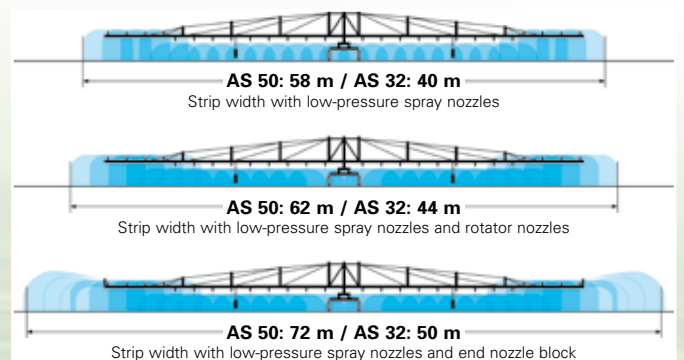 AS 50: 58 m / AS 32: 40 m
Strip width with low-pressure spray nozzles
AS 50: 62 m / AS 32: 44 m
Strip width with low-pressure spray nozzles and rotator nozzles
AS 50: 72 m / AS 32: 50 m
Strip width with low-pressure spray nozzles and end nozzle block